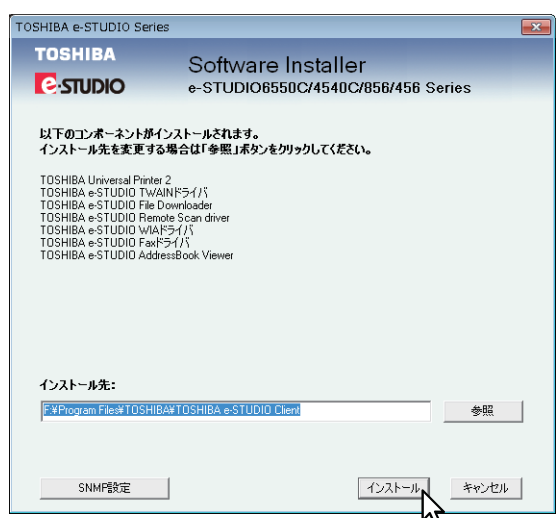 TOSHIBA e-STUDIO Series
TOSHIBA
e-STUDIO
Software Installer
e-STUDIO6550C/4540C/856/456 Series
以下のコンポーネントがインストールされます。
インストール先を変更する場合は「参照」ボタンをクリックしてください。
TOSHIBA Universal Printer 2
TOSHIBA e-STUDIO TWAINドライバ
TOSHIBA e-STUDIO File Downloader
TOSHIBA e-STUDIO Remote Scan driver
TOSHIBA e-STUDIO WIAドライバ
TOSHIBA e-STUDIO Faxドライバ
TOSHIBA e-STUDIO AddressBook Viewer
インストール先:
F:¥Program Files¥TOSHIBA¥TOSHIBA e-STUDIO Client
参照
SNMP設定
インストール
キャンセル